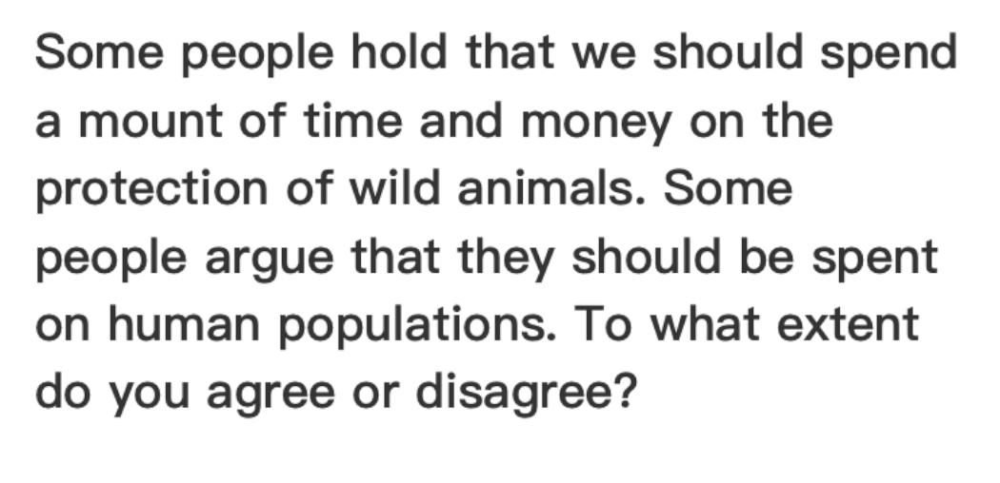 Some people hold that we should spend
a mount of time and money on the
protection of wild animals. Some
people argue that they should be spent
on human populations. To what extent
do you agree or disagree?